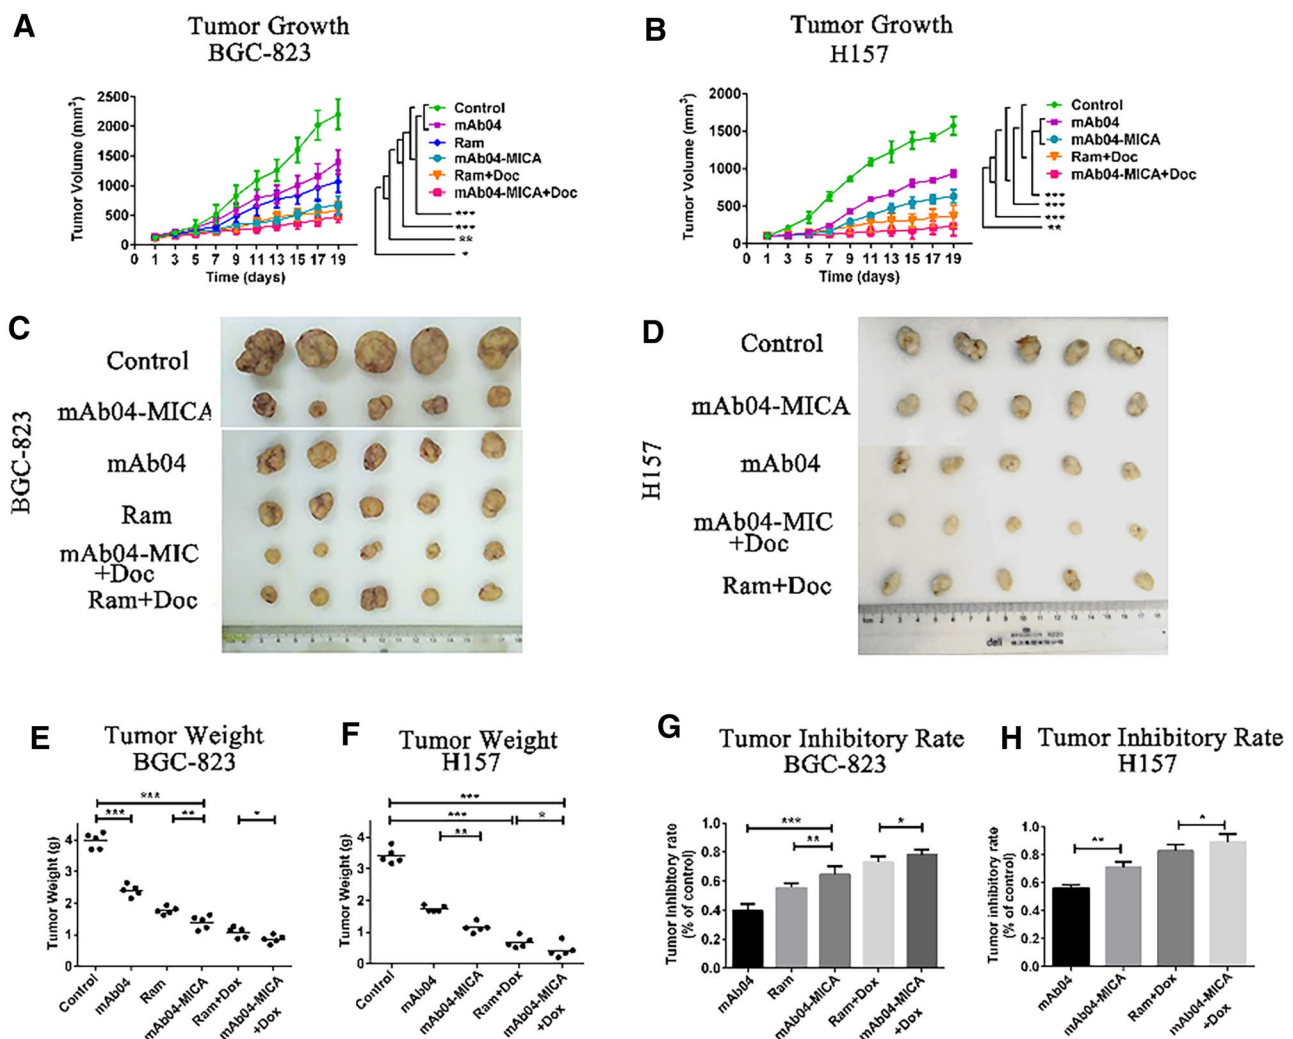 A
Tumor Growth
BGC-823
Tumor Volume (mm³)
2500
2000
1500
1000
500
0
0 1 3 5 7 9 11 13 15 17 19
Time (days)
Control
mAb04
Ram
mAb04-MICA
Ram+Doc
mAb04-MICA+Doc
***
***
**
*
B
Tumor Growth
H157
Tumor Volume (mm³)
2000
1500
1000
500
0
0 1 3 5 7 9 11 13 15 17 19
Time (days)
Control
mAb04
mAb04-MICA
Ram+Doc
mAb04-MICA+Doc
***
***
***
**
C
BGC-823
Control
mAb04-MICA
mAb04
Ram
mAb04-MIC
+Doc
Ram+Doc
D
H157
Control
mAb04-MICA
mAb04
mAb04-MIC
+Doc
Ram+Doc
deli
E
Tumor Weight
BGC-823
Tumor Weight (g)
4
3
2
1
0
***
***
**
*
Control
mAb04
Ram
mAb04-MICA
Ram+Dox
mAb04-MICA
+Dox
F
Tumor Weight
H157
Tumor Weight (g)
4
3
2
1
0
***
***
*
**
Control
mAb04
mAb04-MICA
Ram+Dox
mAb04-MICA
+Dox
G
Tumor Inhibitory Rate
BGC-823
Tumor Inhibitory rate
(% of control)
1.0
0.8
0.6
0.4
0.2
0.0
***
**
*
mAb04
Ram
mAb04-MICA
Ram+Dox
mAb04-MICA
+Dox
H
Tumor Inhibitory Rate
H157
Tumor inhibitory rate
(% of control)
1.0
0.8
0.6
0.4
0.2
0.0
**
*
mAb04
mAb04-MICA
Ram+Dox
mAb04-MICA
+Dox